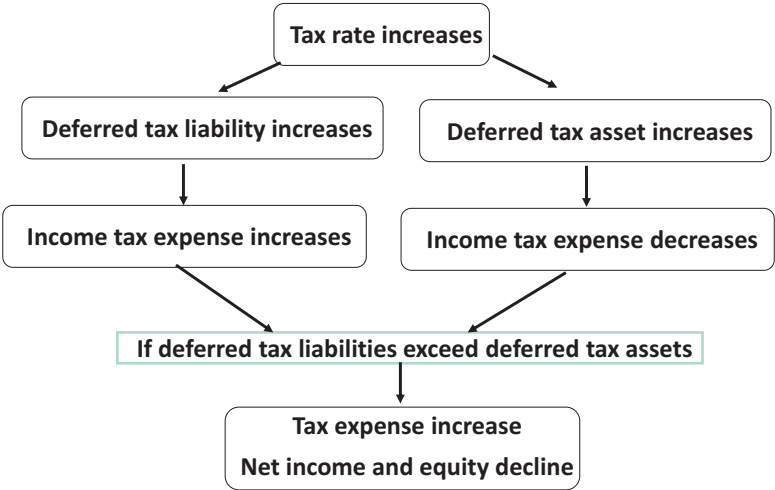 Tax rate increases
Deferred tax liability increases
Deferred tax asset increases
Income tax expense increases
Income tax expense decreases
If deferred tax liabilities exceed deferred tax assets
Tax expense increase
Net income and equity decline